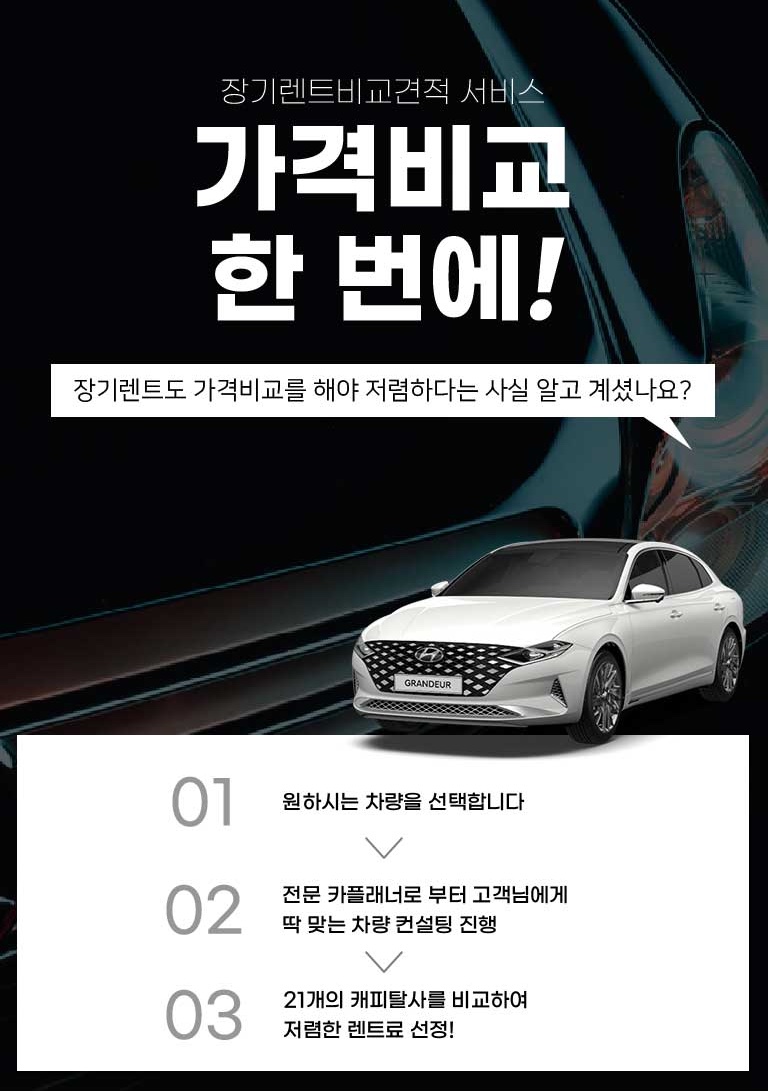 장기렌트비교견적 서비스
가격비교
한 번에!
장기렌트도 가격비교를 해야 저렴하다는 사실 알고 계셨나요?
GRANDEUR
01
원하시는 차량을 선택합니다
02
전문 카플래너로 부터 고객님에게
딱 맞는 차량 컨설팅 진행
03
21개의 캐피탈사를 비교하여
저렴한 렌트료 선정!